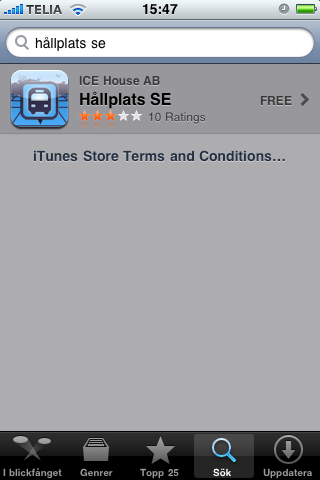 TELIA 15:47
hållplats se
ICE House AB
Hållplats SE
FREE
10 Ratings
iTunes Store Terms and Conditions...
I blickfånget Genrer Topp 25 Sök Uppdatera